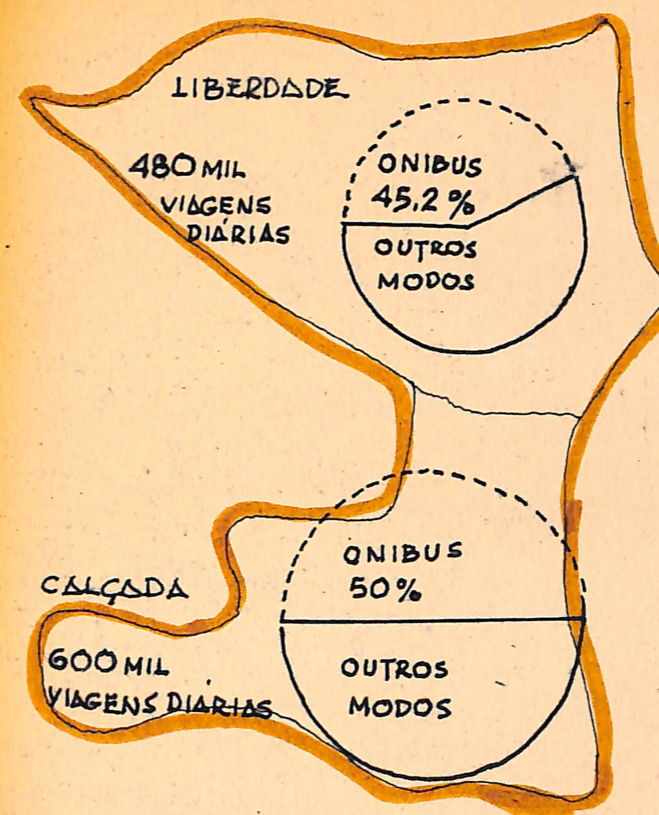 LIBERDADE
480 MIL
VIAGENS
DIÁRIAS
ONIBUS
45,2 %
OUTROS
MODOS
CALÇADA
600 MIL
VIAGENS DIÁRIAS
ONIBUS
50%
OUTROS
MODOS